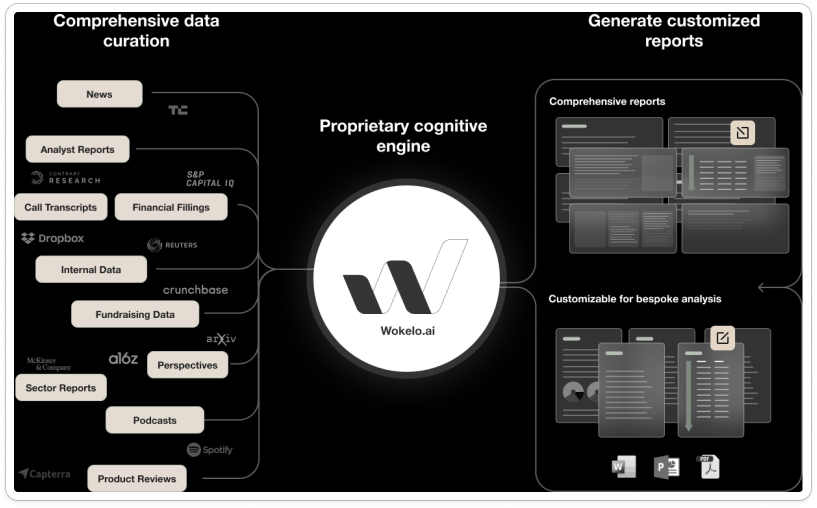 Comprehensive data
curation
News
TC
Analyst Reports
CONTRARY
RESEARCH
S&P
CAPITAL IQ
Call Transcripts
Financial Fillings
Dropbox
REUTERS
Internal Data
crunchbase
Fundraising Data
arXiv
McKinsey
& Company
a16z
Perspectives
Sector Reports
Podcasts
Spotify
Capterra
Product Reviews
Proprietary cognitive
engine
Wokelo.ai
Generate customized
reports
Comprehensive reports
Customizable for bespoke analysis
W
P
PDF